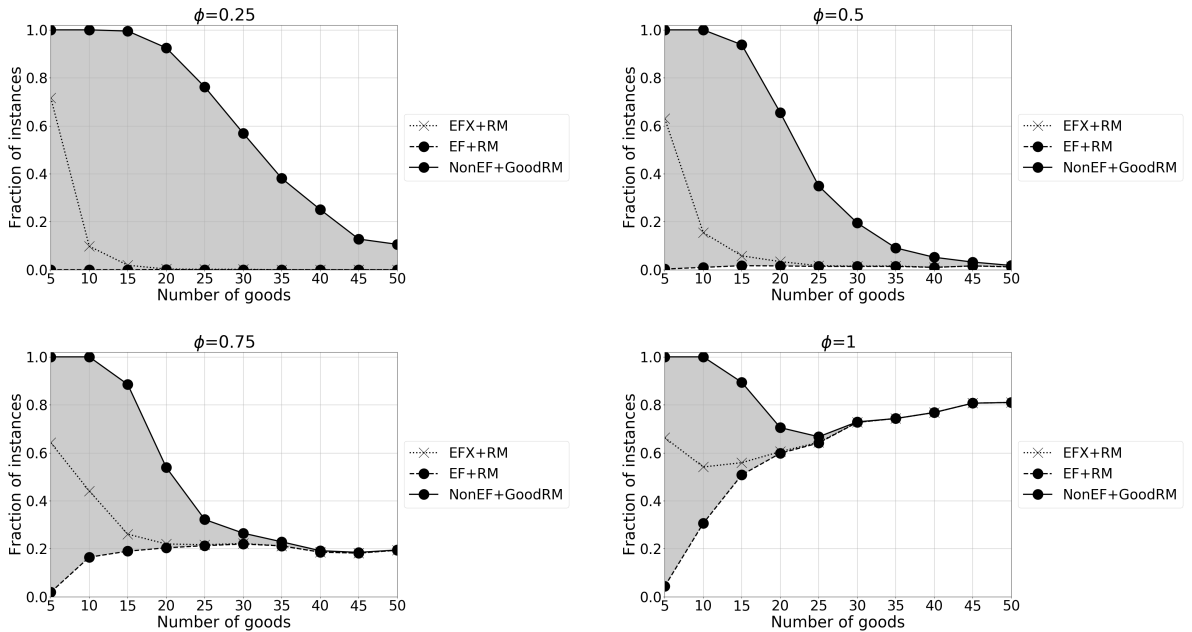 ϕ=0.25
1.0
0.8
0.6
0.4
0.2
0.0
Fraction of instances
5 10 15 20 25 30 35 40 45 50
Number of goods
EFX+RM
EF+RM
NonEF+GoodRM
ϕ=0.5
1.0
0.8
0.6
0.4
0.2
0.0
Fraction of instances
5 10 15 20 25 30 35 40 45 50
Number of goods
EFX+RM
EF+RM
NonEF+GoodRM
ϕ=0.75
1.0
0.8
0.6
0.4
0.2
0.0
Fraction of instances
5 10 15 20 25 30 35 40 45 50
Number of goods
EFX+RM
EF+RM
NonEF+GoodRM
ϕ=1
1.0
0.8
0.6
0.4
0.2
0.0
Fraction of instances
5 10 15 20 25 30 35 40 45 50
Number of goods
EFX+RM
EF+RM
NonEF+GoodRM